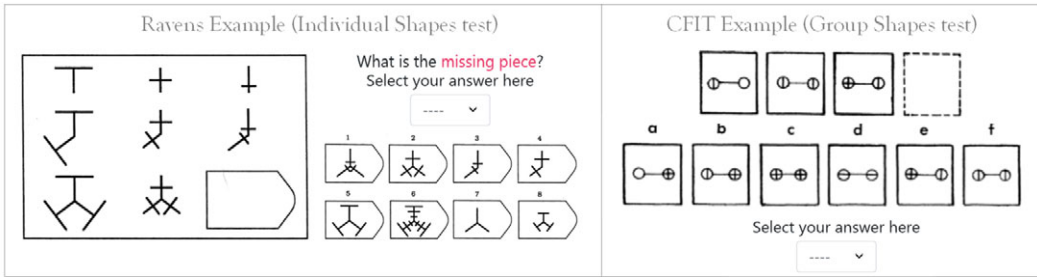 Ravens Example (Individual Shapes test)
What is the missing piece?
Select your answer here
----
1 2 3 4
5 6 7 8
CFIT Example (Group Shapes test)
a b c d e f
Select your answer here
----